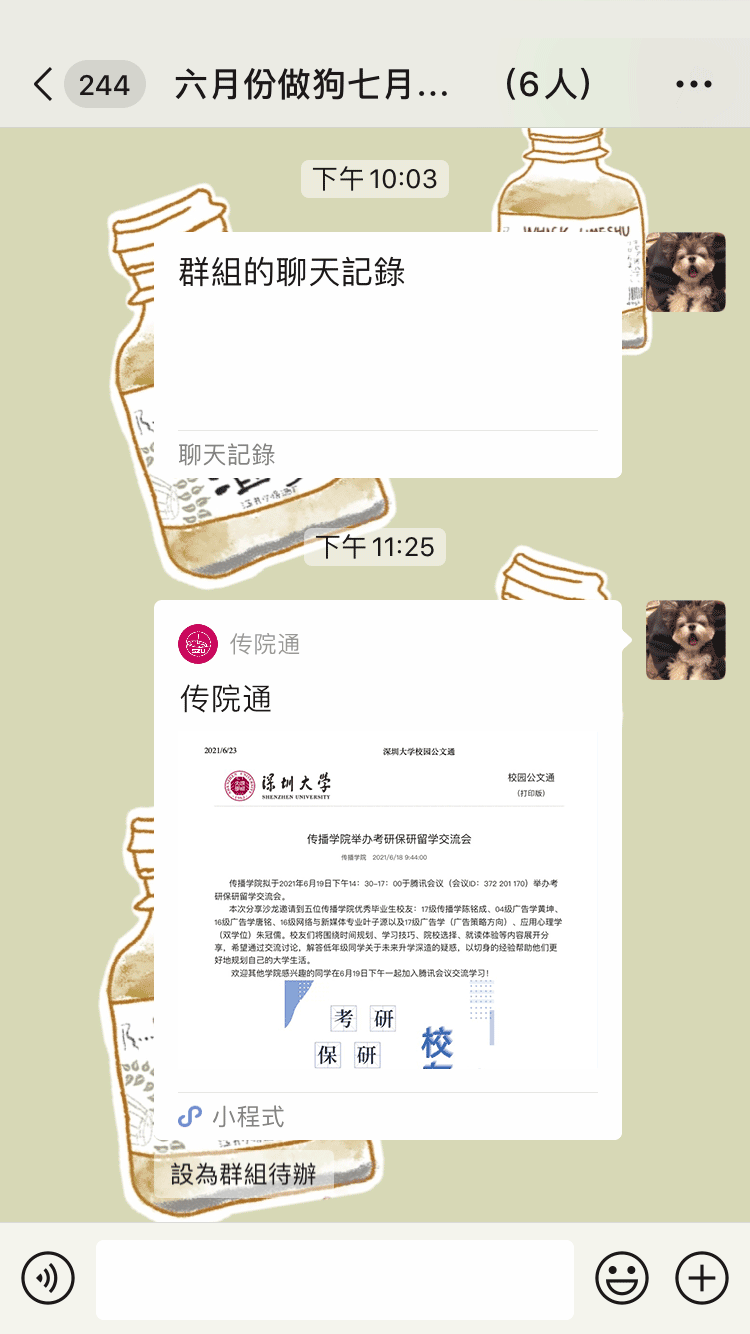 244
六月份做狗七月...
(6人)
下午 10:03
WHISK UMESHU
群組的聊天記錄
聊天記錄
下午 11:25
传院通
传院通
2021/6/23
深圳大学校园公文通
深圳大学
SHENZHEN UNIVERSITY
校园公文通
(打印版)
传播学院举办考研保研留学交流会
传播学院 2021/6/18 9:44:00
传播学院拟于2021年6月19日下午14：30-17：00于腾讯会议（会议ID：372 201 170）举办考
研保研留学交流会。
本次分享沙龙邀请到五位传播学院优秀毕业生校友：17级传播学陈铭成、04级广告学黄坤、
16级广告学唐铭、16级网络与新媒体专业叶子源以及17级广告学（广告策略方向）、应用心理学
（双学位）朱冠儒。校友们将围绕时间规划、学习技巧、院校选择、就读体验等内容展开分
享，希望通过交流讨论，解答低年级同学关于未来升学深造的疑惑，以切身的经验帮助他们更
好地规划自己的大学生活。
欢迎其他学院感兴趣的同学在6月19日下午一起加入腾讯会议交流学习！
考 研
保 研
校
小程式
設為群組待辦